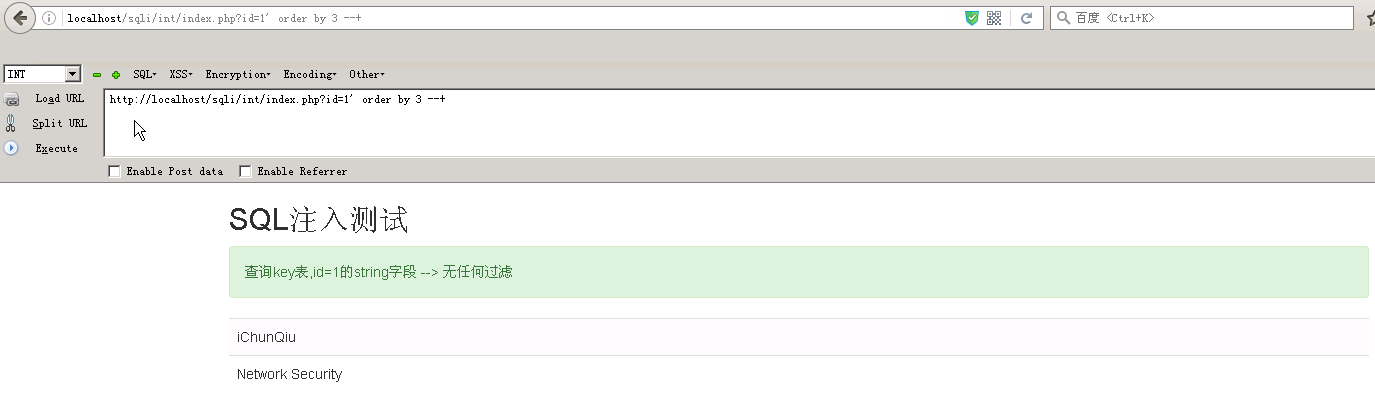 localhost/sqli/int/index.php?id=1' order by 3 --+
百度 <Ctrl+K>
INT SQL XSS Encryption Encoding Other
Load URL
http://localhost/sqli/int/index.php?id=1' order by 3 --+
Split URL
Execute
Enable Post data Enable Referrer
SQL注入测试
查询key表,id=1的string字段 --> 无任何过滤
iChunQiu
Network Security